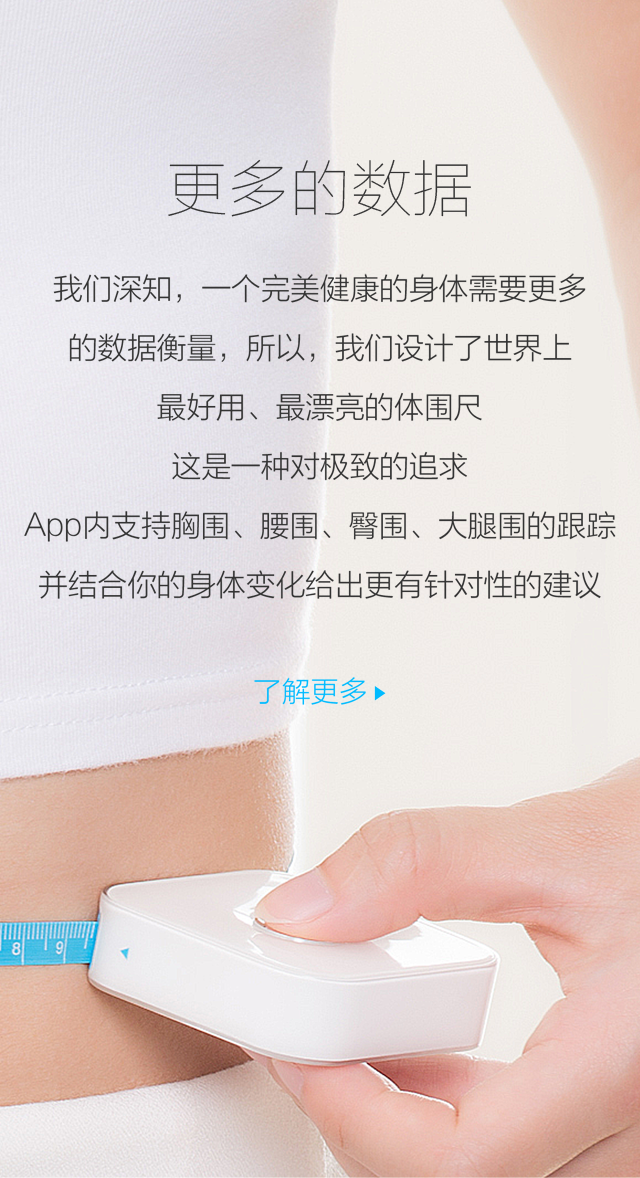 更多的数据
我们深知，一个完美健康的身体需要更多
的数据衡量，所以，我们设计了世界上
最好用、最漂亮的体围尺
这是一种对极致的追求
App内支持胸围、腰围、臀围、大腿围的跟踪
并结合你的身体变化给出更有针对性的建议
了解更多
8 9